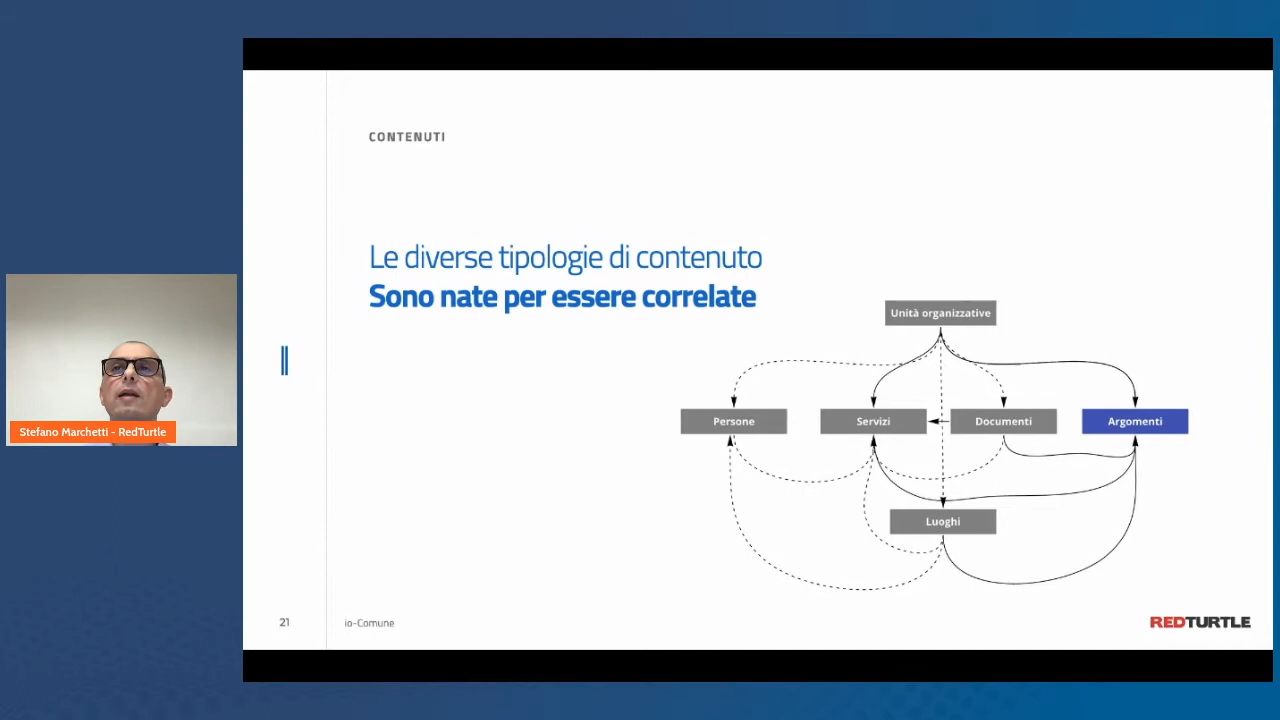 CONTENUTI
Le diverse tipologie di contenuto
Sono nate per essere correlate
Unità organizzative
Persone
Servizi
Documenti
Argomenti
Luoghi
Stefano Marchetti - RedTurtle
21
io-Comune
REDTURTLE